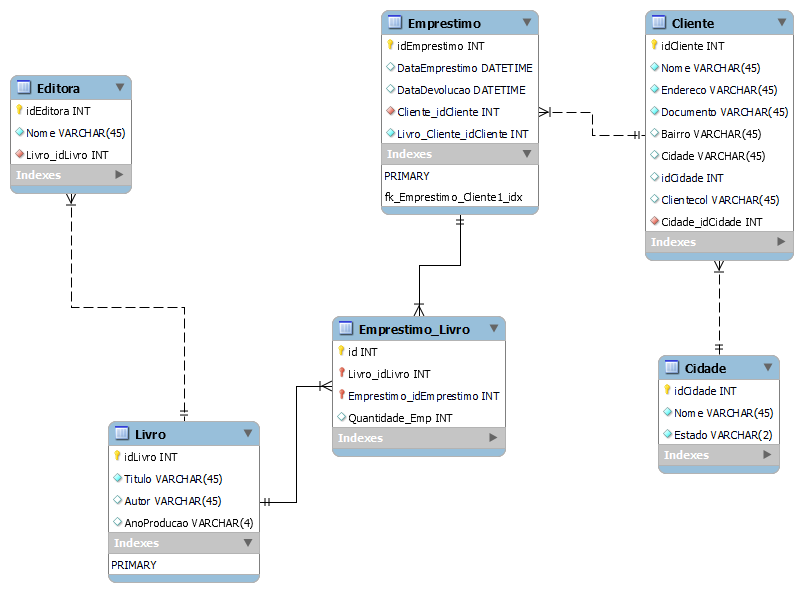 Emprestimo
idEmprestimo INT
DataEmprestimo DATETIME
DataDevolucao DATETIME
Cliente_idCliente INT
Livro_Cliente_idCliente INT
Indexes
PRIMARY
fk_Emprestimo_Cliente1_idx
Cliente
idCliente INT
Nome VARCHAR(45)
Endereco VARCHAR(45)
Documento VARCHAR(45)
Bairro VARCHAR(45)
Cidade VARCHAR(45)
idCidade INT
Clientecol VARCHAR(45)
Cidade_idCidade INT
Indexes
Editora
idEditora INT
Nome VARCHAR(45)
Livro_idLivro INT
Indexes
Emprestimo_Livro
id INT
Livro_idLivro INT
Emprestimo_idEmprestimo INT
Quantidade_Emp INT
Indexes
Cidade
idCidade INT
Nome VARCHAR(45)
Estado VARCHAR(2)
Indexes
Livro
idLivro INT
Titulo VARCHAR(45)
Autor VARCHAR(45)
AnoProducao VARCHAR(4)
Indexes
PRIMARY